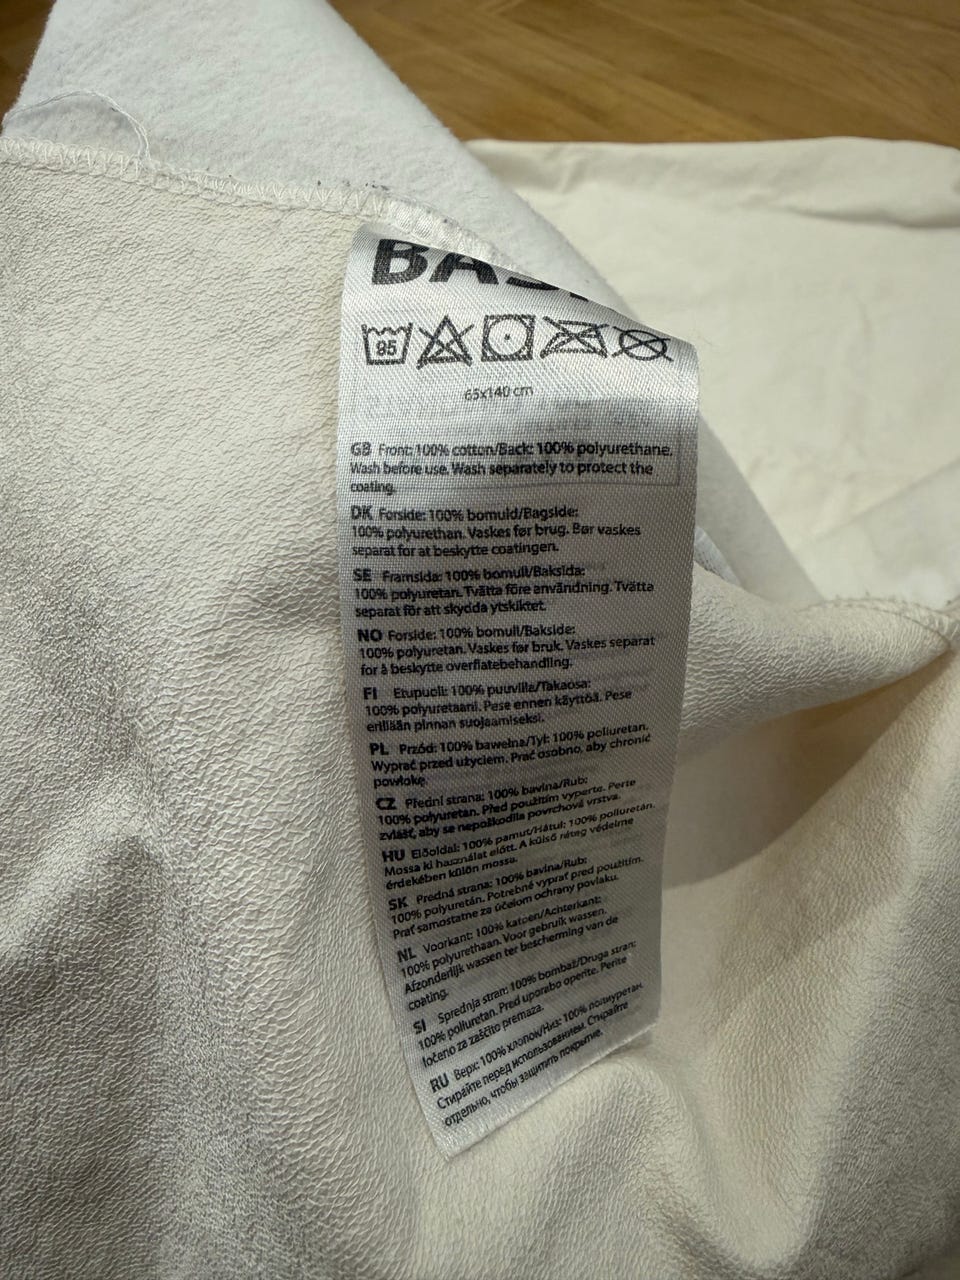 95
65x140 cm
GB Front: 100% cotton/Back: 100% polyurethane.
Wash before use. Wash separately to protect the
coating.
DK Forside: 100% bomuld/Bagside:
100% polyurethan. Vaskes før brug. Bør vaskes
separat for at beskytte coatingen.
SE Framsida: 100% bomull/Baksida:
100% polyuretan. Tvätta före användning. Tvätta
separat för att skydda ytskiktet.
NO Forside: 100% bomull/Bakside:
100% polyuretan. Vaskes før bruk. Vaskes separat
for å beskytte overflatebehandling.
FI Etupuoli: 100% puuvilla/Takaosa:
100% polyuretaani. Pese ennen käyttöä. Pese
erillään pinnan suojaamiseksi.
PL Przód: 100% bawełna/Tył: 100% poliuretan.
Wyprać przed użyciem. Prać osobno, aby chronić
powłokę.
CZ Přední strana: 100% bavlna/Rub:
100% polyuretan. Před použitím vyperte. Perte
zvlášť, aby se nepoškodila povrchová vrstva.
HU Előoldal: 100% pamut/Hátul: 100% poliuretán.
Mossa ki használat előtt. A külső réteg védelme
érdekében külön mossa.
SK Predná strana: 100% bavlna/Rub:
100% polyuretán. Potrebné vyprať pred použitím.
Prať samostatne za účelom ochrany povlaku.
NL Voorkant: 100% katoen/Achterkant:
100% polyurethaan. Voor gebruik wassen.
Afzonderlijk wassen ter bescherming van de
coating.
SI Sprednja stran: 100% bombaž/Druga stran:
100% poliuretan. Pred uporabo operite. Perite
ločeno za zaščito premaza.
RU Верх: 100% хлопок/Низ: 100% полиуретан.
Стирайте перед использованием. Стирайте
отдельно, чтобы защитить покрытие.